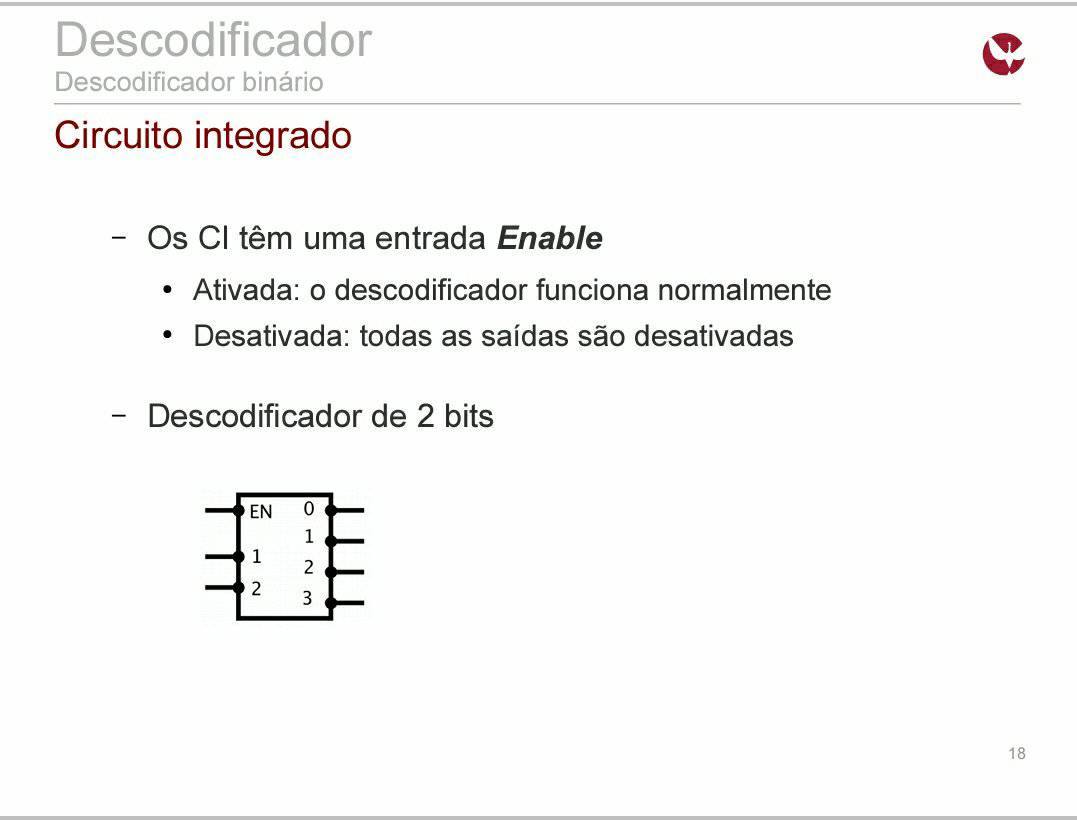 Descodificador
Descodificador binário
Circuito integrado
– Os CI têm uma entrada Enable
• Ativada: o descodificador funciona normalmente
• Desativada: todas as saídas são desativadas
– Descodificador de 2 bits
EN 0
1
1
2
2
3
18